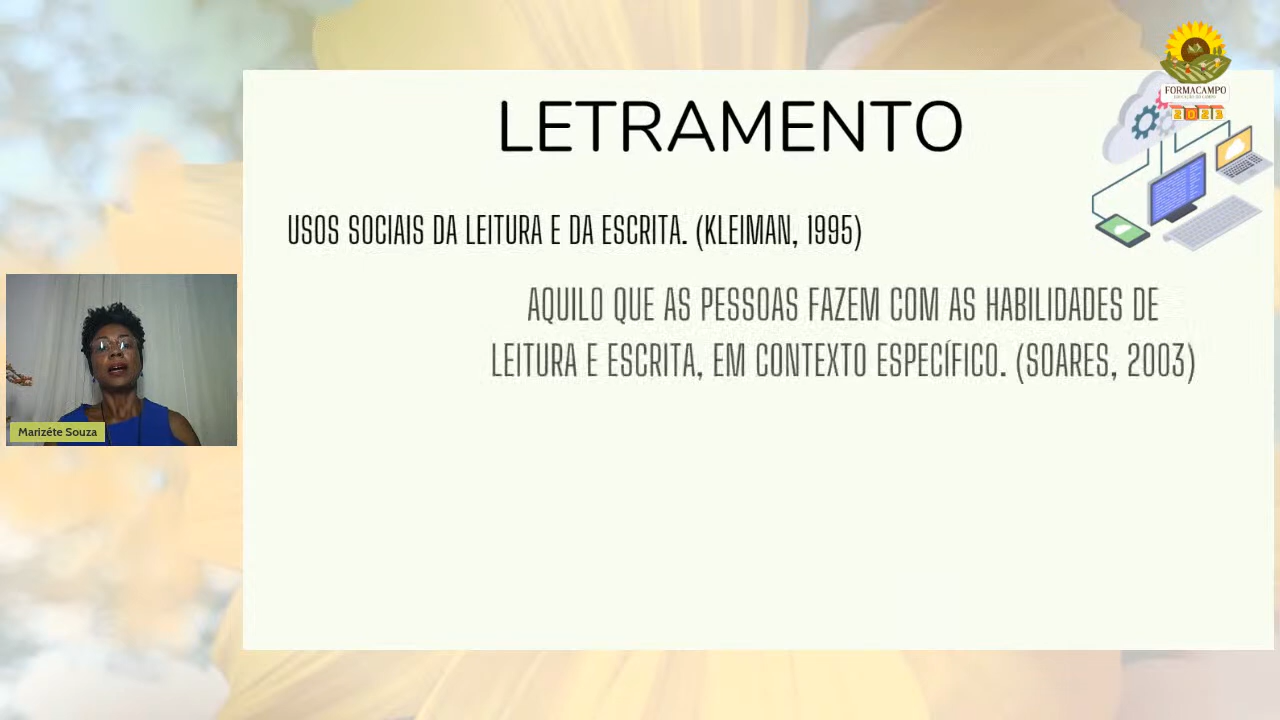 FORMACAMPO
2023
LETRAMENTO
USOS SOCIAIS DA LEITURA E DA ESCRITA. (KLEIMAN, 1995)
AQUILO QUE AS PESSOAS FAZEM COM AS HABILIDADES DE
LEITURA E ESCRITA, EM CONTEXTO ESPECÍFICO. (SOARES, 2003)
Marizéte Souza